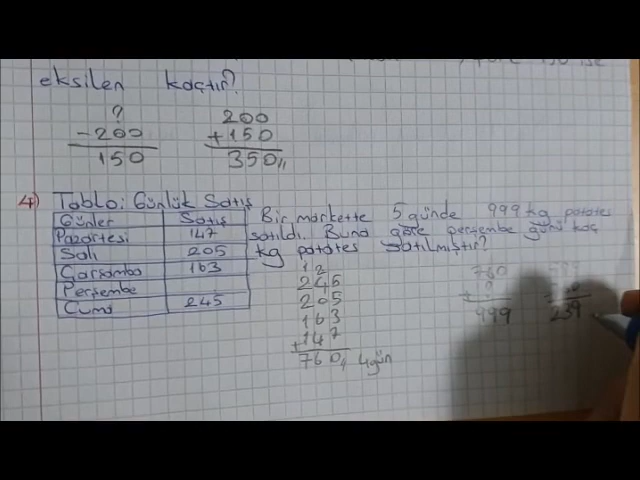 eksilen kaçtır?
?
-200
150
200
+150
350,,
4) Tablo: Günlük Satış
Günler Satış
Pazartesi 147
Salı 205
Çarşamba 163
Perşembe
Cuma 245
Bir markette 5 günde 999 kg patates
satıldı. Buna göre perşembe günü kaç
kg patates satılmıştır?
12
245
205
163
+147
760,, 4gün
760
+ ?
999
239